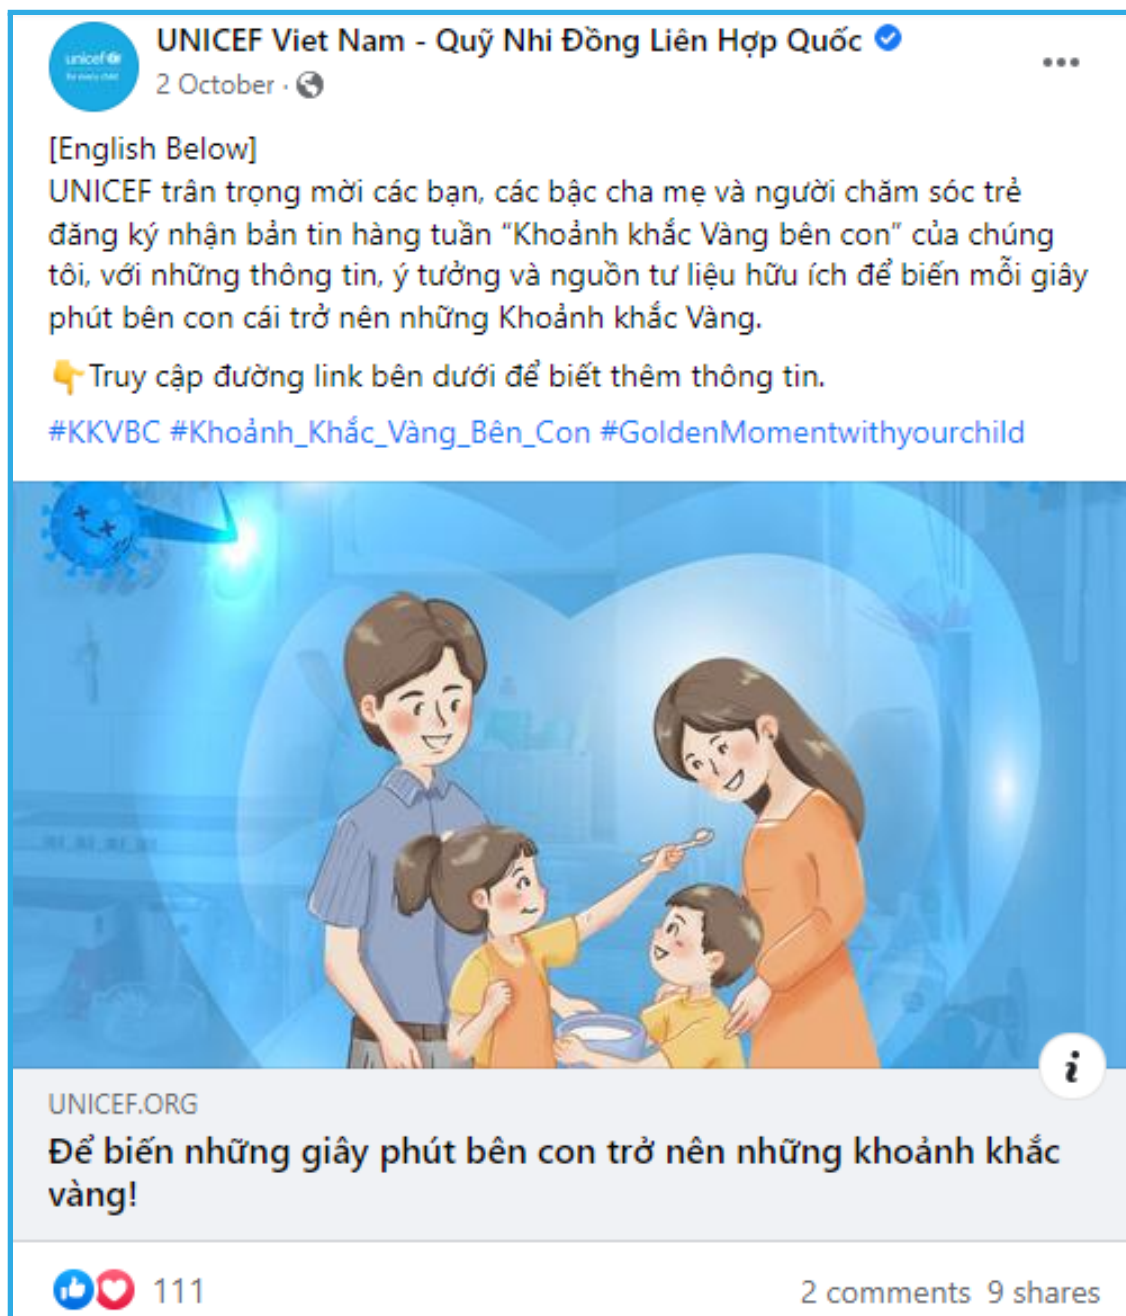 unicef
for every child
UNICEF Viet Nam - Quỹ Nhi Đồng Liên Hợp Quốc
2 October ·
[English Below]
UNICEF trân trọng mời các bạn, các bậc cha mẹ và người chăm sóc trẻ
đăng ký nhận bản tin hàng tuần “Khoảnh khắc Vàng bên con” của chúng
tôi, với những thông tin, ý tưởng và nguồn tư liệu hữu ích để biến mỗi giây
phút bên con cái trở nên những Khoảnh khắc Vàng.
👇Truy cập đường link bên dưới để biết thêm thông tin.
#KKVBC #Khoảnh_Khắc_Vàng_Bên_Con #GoldenMomentwithyourchild
UNICEF.ORG
Để biến những giây phút bên con trở nên những khoảnh khắc
vàng!
111
2 comments 9 shares